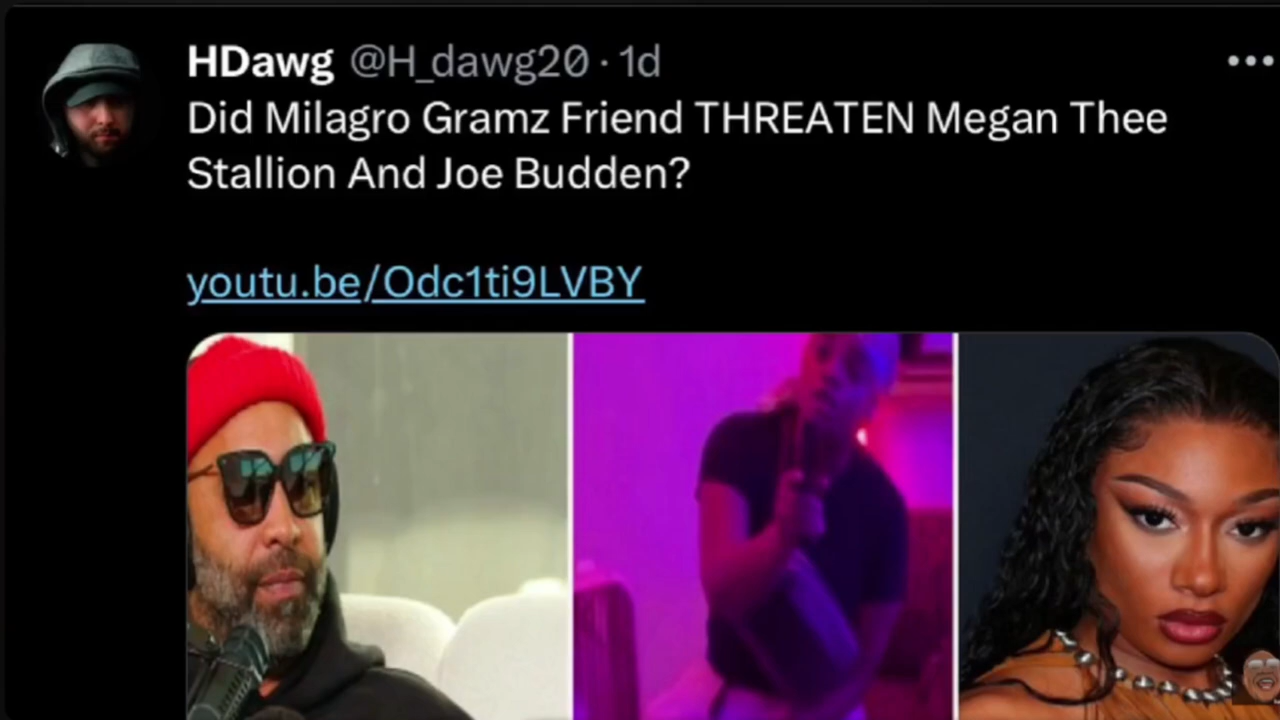 HDawg @H_dawg20 · 1d
Did Milagro Gramz Friend THREATEN Megan Thee
Stallion And Joe Budden?
youtu.be/Odc1ti9LVBY